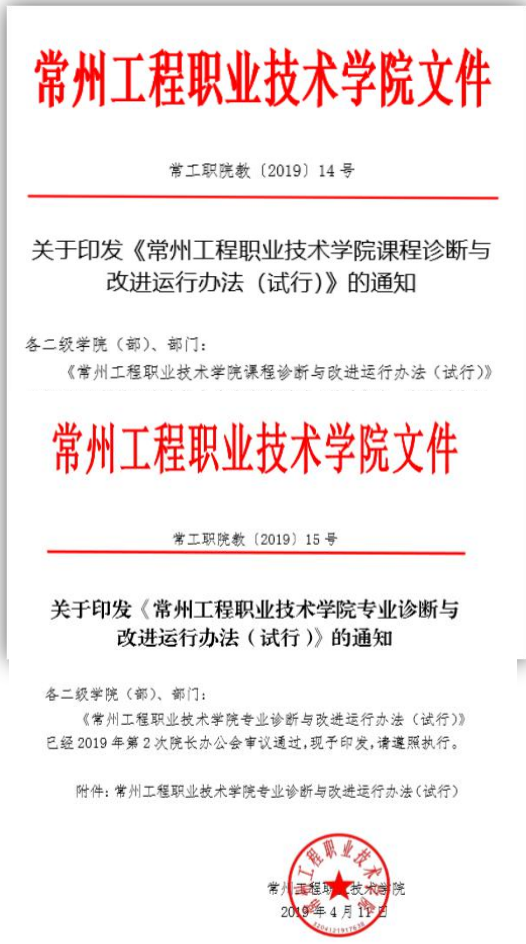 常州工程职业技术学院文件
常工职院教〔2019〕14号
关于印发《常州工程职业技术学院课程诊断与
改进运行办法（试行）》的通知
各二级学院（部）、部门：
《常州工程职业技术学院课程诊断与改进运行办法（试行）》
常州工程职业技术学院文件
常工职院教〔2019〕15号
关于印发《常州工程职业技术学院专业诊断与
改进运行办法（试行）》的通知
各二级学院（部）、部门：
《常州工程职业技术学院专业诊断与改进运行办法（试行）》
已经2019年第2次院长办公会审议通过，现予印发，请遵照执行。
附件：常州工程职业技术学院专业诊断与改进运行办法（试行）
常州工程职业技术学院
2019年4月11日
常州工程职业技术学院